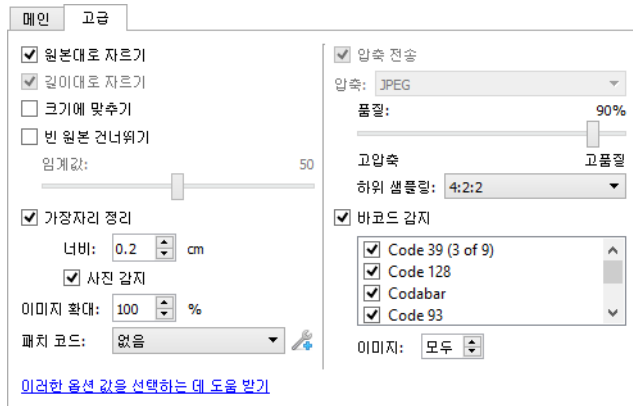 메인 고급
원본대로 자르기
길이대로 자르기
크기에 맞추기
빈 원본 건너뛰기
임계값: 50
가장자리 정리
너비: 0.2 cm
사진 감지
이미지 확대: 100 %
패치 코드: 없음
이러한 옵션 값을 선택하는 데 도움 받기
압축 전송
압축: JPEG
품질: 90%
고압축 고품질
하위 샘플링: 4:2:2
바코드 감지
Code 39 (3 of 9)
Code 128
Codabar
Code 93
이미지: 모두